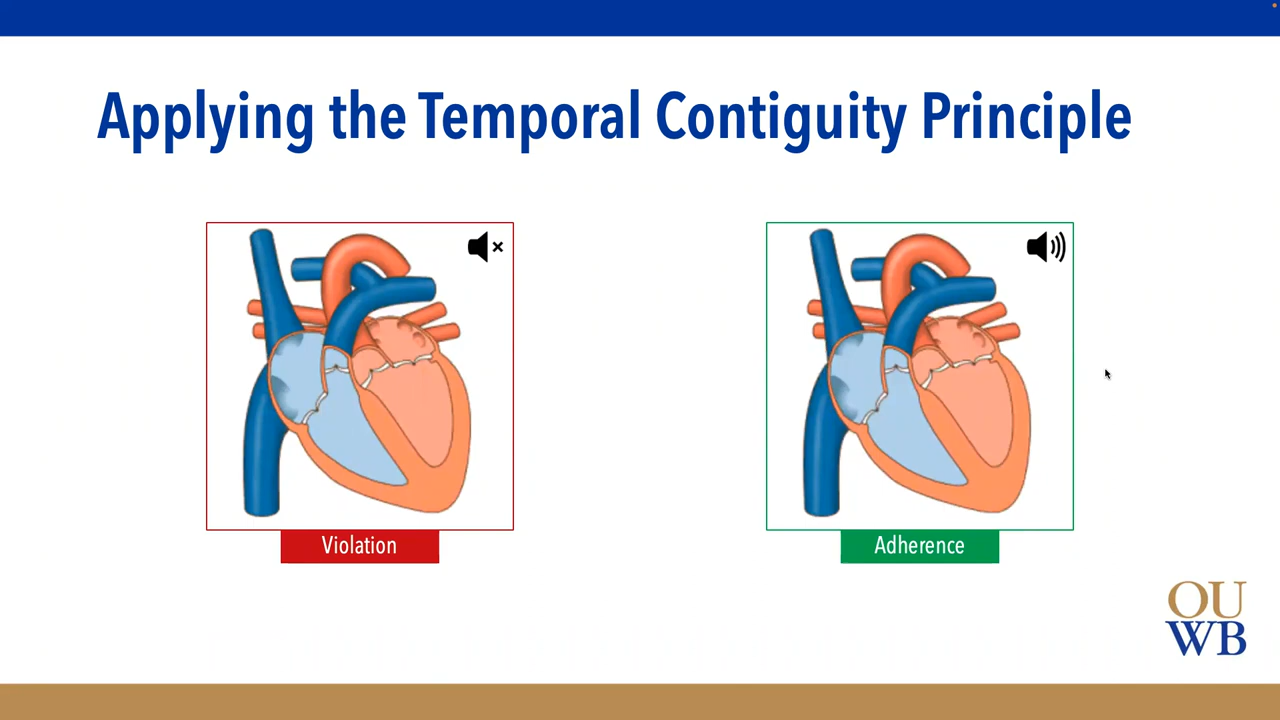 Applying the Temporal Contiguity Principle
Violation
Adherence
OU
WB